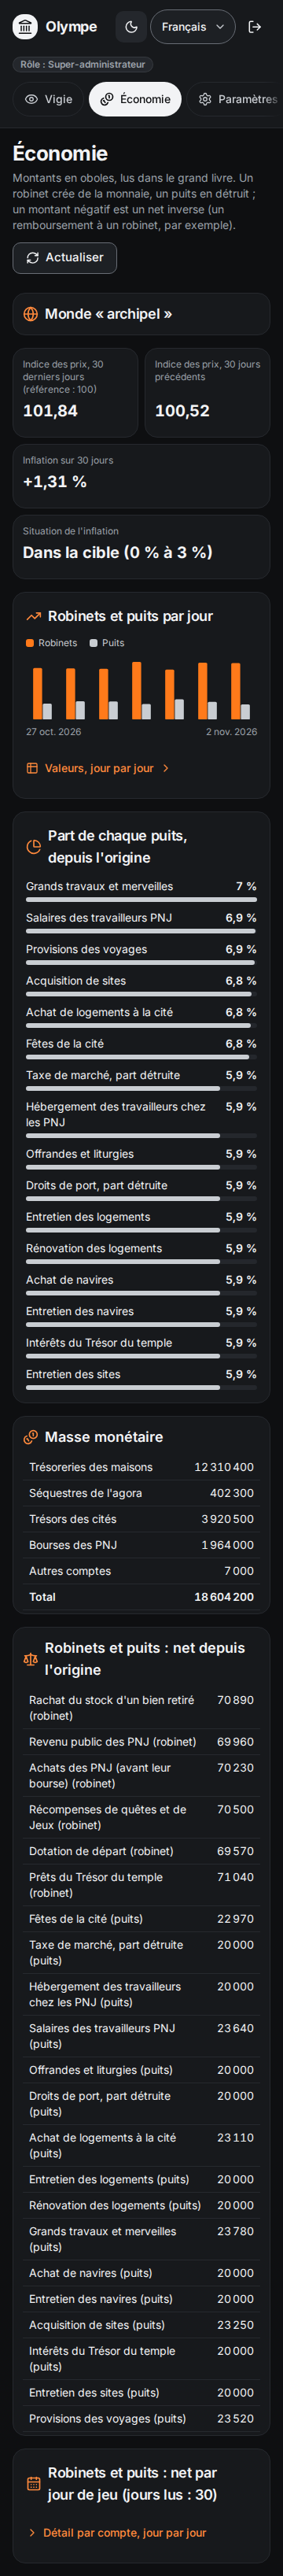 Olympe
Français
Rôle : Super-administrateur
Vigie
Économie
Paramètres
Économie
Montants en oboles, lus dans le grand livre. Un
robinet crée de la monnaie, un puits en détruit ;
un montant négatif est un net inverse (un
remboursement à un robinet, par exemple).
Actualiser
Monde « archipel »
Indice des prix, 30
derniers jours
(référence : 100)
101,84
Indice des prix, 30 jours
précédents
100,52
Inflation sur 30 jours
+1,31 %
Situation de l'inflation
Dans la cible (0 % à 3 %)
Robinets et puits par jour
Robinets
Puits
27 oct. 2026
2 nov. 2026
Valeurs, jour par jour
Part de chaque puits,
depuis l'origine
Grands travaux et merveilles 7 %
Salaires des travailleurs PNJ 6,9 %
Provisions des voyages 6,9 %
Acquisition de sites 6,8 %
Achat de logements à la cité 6,8 %
Fêtes de la cité 6,8 %
Taxe de marché, part détruite 5,9 %
Hébergement des travailleurs chez 5,9 %
les PNJ
Offrandes et liturgies 5,9 %
Droits de port, part détruite 5,9 %
Entretien des logements 5,9 %
Rénovation des logements 5,9 %
Achat de navires 5,9 %
Entretien des navires 5,9 %
Intérêts du Trésor du temple 5,9 %
Entretien des sites 5,9 %
Masse monétaire
Trésoreries des maisons 12 310 400
Séquestres de l'agora 402 300
Trésors des cités 3 920 500
Bourses des PNJ 1 964 000
Autres comptes 7 000
Total 18 604 200
Robinets et puits : net depuis
l'origine
Rachat du stock d'un bien retiré 70 890
(robinet)
Revenu public des PNJ (robinet) 69 960
Achats des PNJ (avant leur 70 230
bourse) (robinet)
Récompenses de quêtes et de 70 500
Jeux (robinet)
Dotation de départ (robinet) 69 570
Prêts du Trésor du temple 71 040
(robinet)
Fêtes de la cité (puits) 22 970
Taxe de marché, part détruite 20 000
(puits)
Hébergement des travailleurs 20 000
chez les PNJ (puits)
Salaires des travailleurs PNJ 23 640
(puits)
Offrandes et liturgies (puits) 20 000
Droits de port, part détruite 20 000
(puits)
Achat de logements à la cité 23 110
(puits)
Entretien des logements (puits) 20 000
Rénovation des logements (puits) 20 000
Grands travaux et merveilles 23 780
(puits)
Achat de navires (puits) 20 000
Entretien des navires (puits) 20 000
Acquisition de sites (puits) 23 250
Intérêts du Trésor du temple 20 000
(puits)
Entretien des sites (puits) 20 000
Provisions des voyages (puits) 23 520
Robinets et puits : net par
jour de jeu (jours lus : 30)
Détail par compte, jour par jour